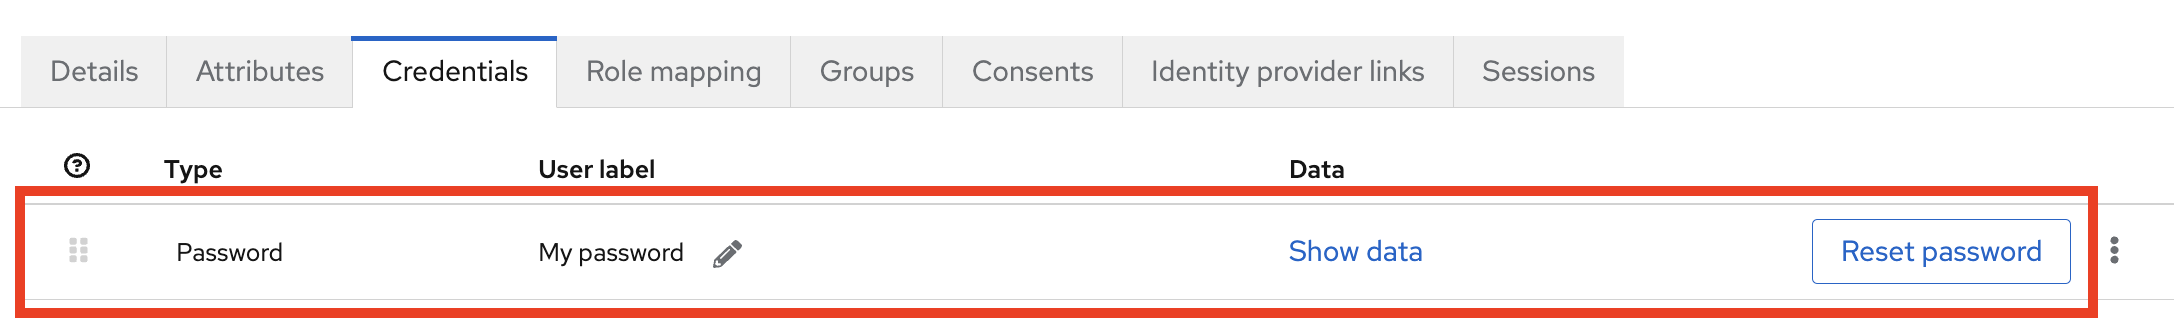 Details Attributes Credentials Role mapping Groups Consents Identity provider links Sessions
Type User label Data
Password My password Show data Reset password